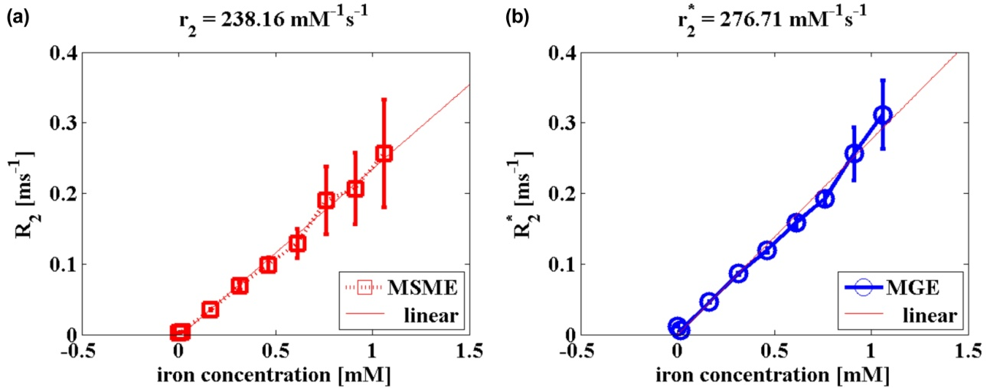 (a)
r₂ = 238.16 mM⁻¹s⁻¹
0.4
0.3
0.2
0.1
0
R₂ [ms⁻¹]
-0.5
0
0.5
1
1.5
iron concentration [mM]
MSME
linear
(b)
r₂* = 276.71 mM⁻¹s⁻¹
0.4
0.3
0.2
0.1
0
R₂* [ms⁻¹]
-0.5
0
0.5
1
1.5
iron concentration [mM]
MGE
linear